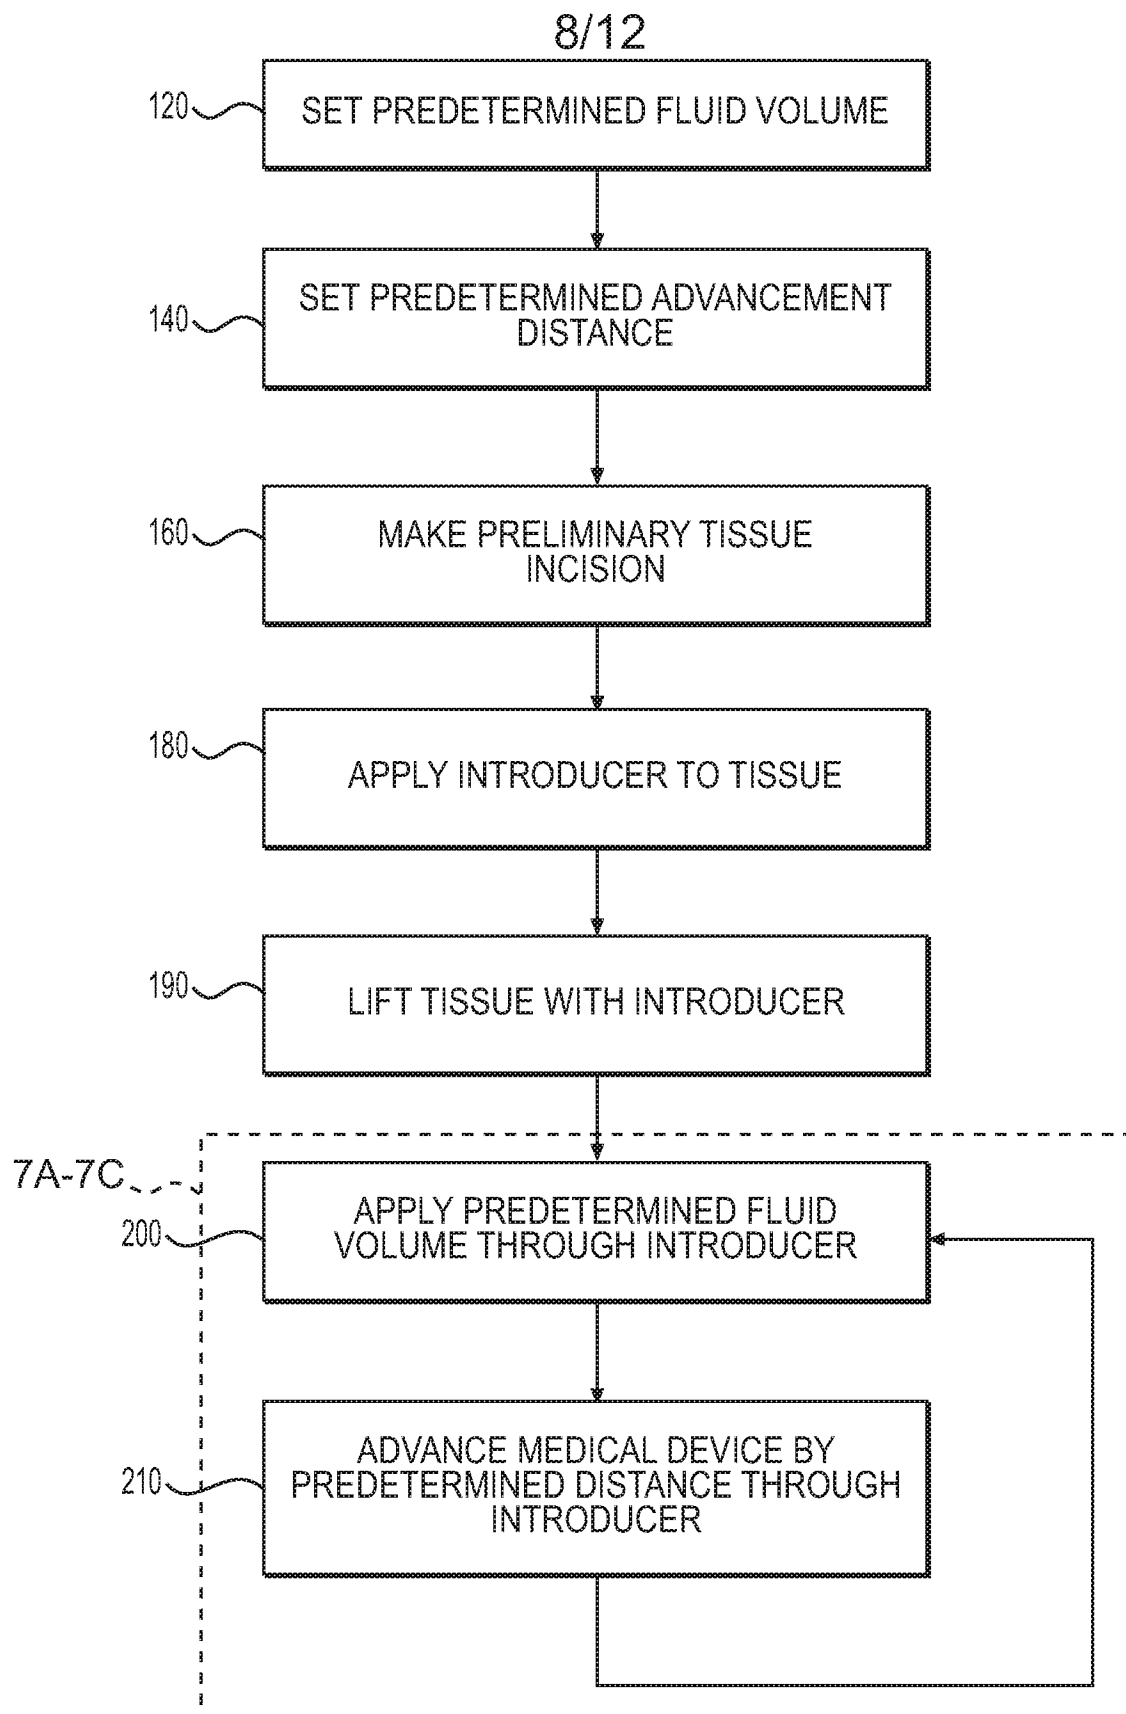 8/12
120
SET PREDETERMINED FLUID VOLUME
140
SET PREDETERMINED ADVANCEMENT
DISTANCE
160
MAKE PRELIMINARY TISSUE
INCISION
180
APPLY INTRODUCER TO TISSUE
190
LIFT TISSUE WITH INTRODUCER
7A-7C
200
APPLY PREDETERMINED FLUID
VOLUME THROUGH INTRODUCER
210
ADVANCE MEDICAL DEVICE BY
PREDETERMINED DISTANCE THROUGH
INTRODUCER